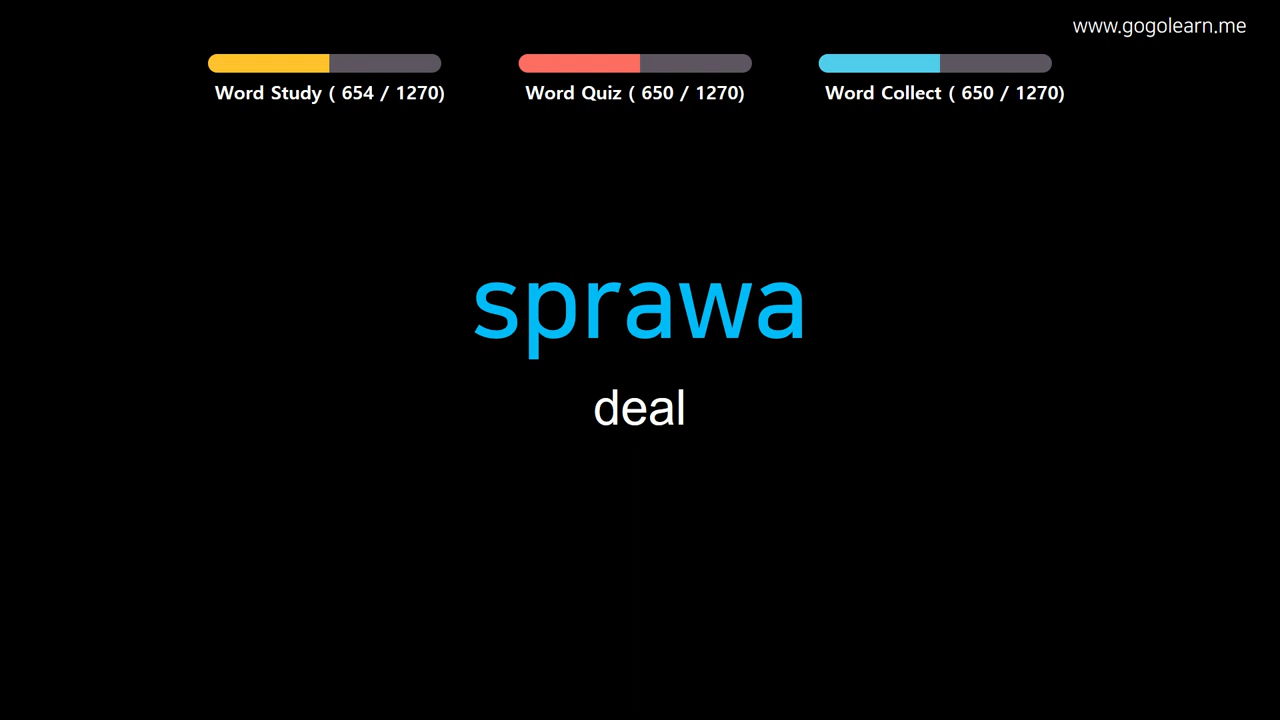 www.gogolearn.me
Word Study ( 654 / 1270)
Word Quiz ( 650 / 1270)
Word Collect ( 650 / 1270)
sprawa
deal